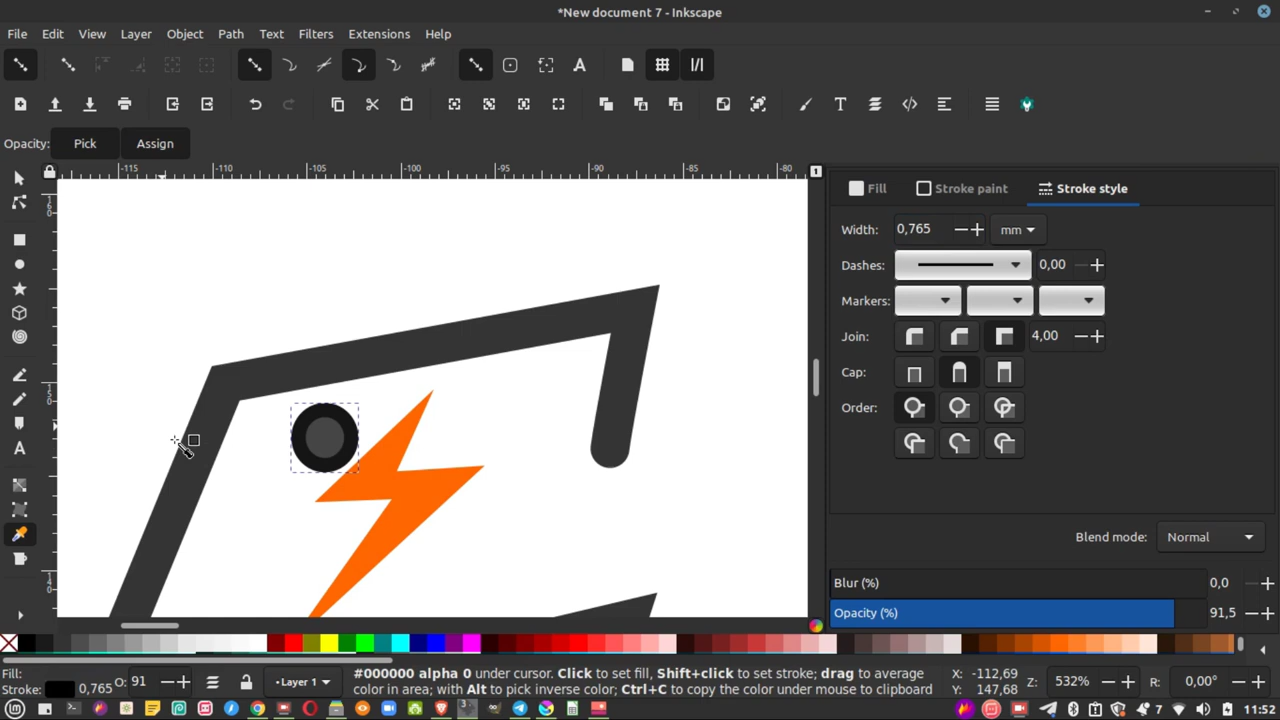 *New document 7 - Inkscape
File Edit View Layer Object Path Text Filters Extensions Help
Opacity: Pick Assign
-115 -110 -105 -100 -95 -90 -85 -80
1
Fill Stroke paint Stroke style
Width: 0,765 mm
Dashes: 0,00
Markers:
Join: 4,00
Cap:
Order:
Blend mode: Normal
Blur (%) 0,0
Opacity (%) 91,5
Fill:
Stroke: 0,765 O: 91 •Layer 1
#000000 alpha 0 under cursor. Click to set fill, Shift+click to set stroke; drag to average
color in area; with Alt to pick inverse color; Ctrl+C to copy the color under mouse to clipboard
X: -112,69
Y: 147,68
Z: 532% R: 0,00°
7 11:52